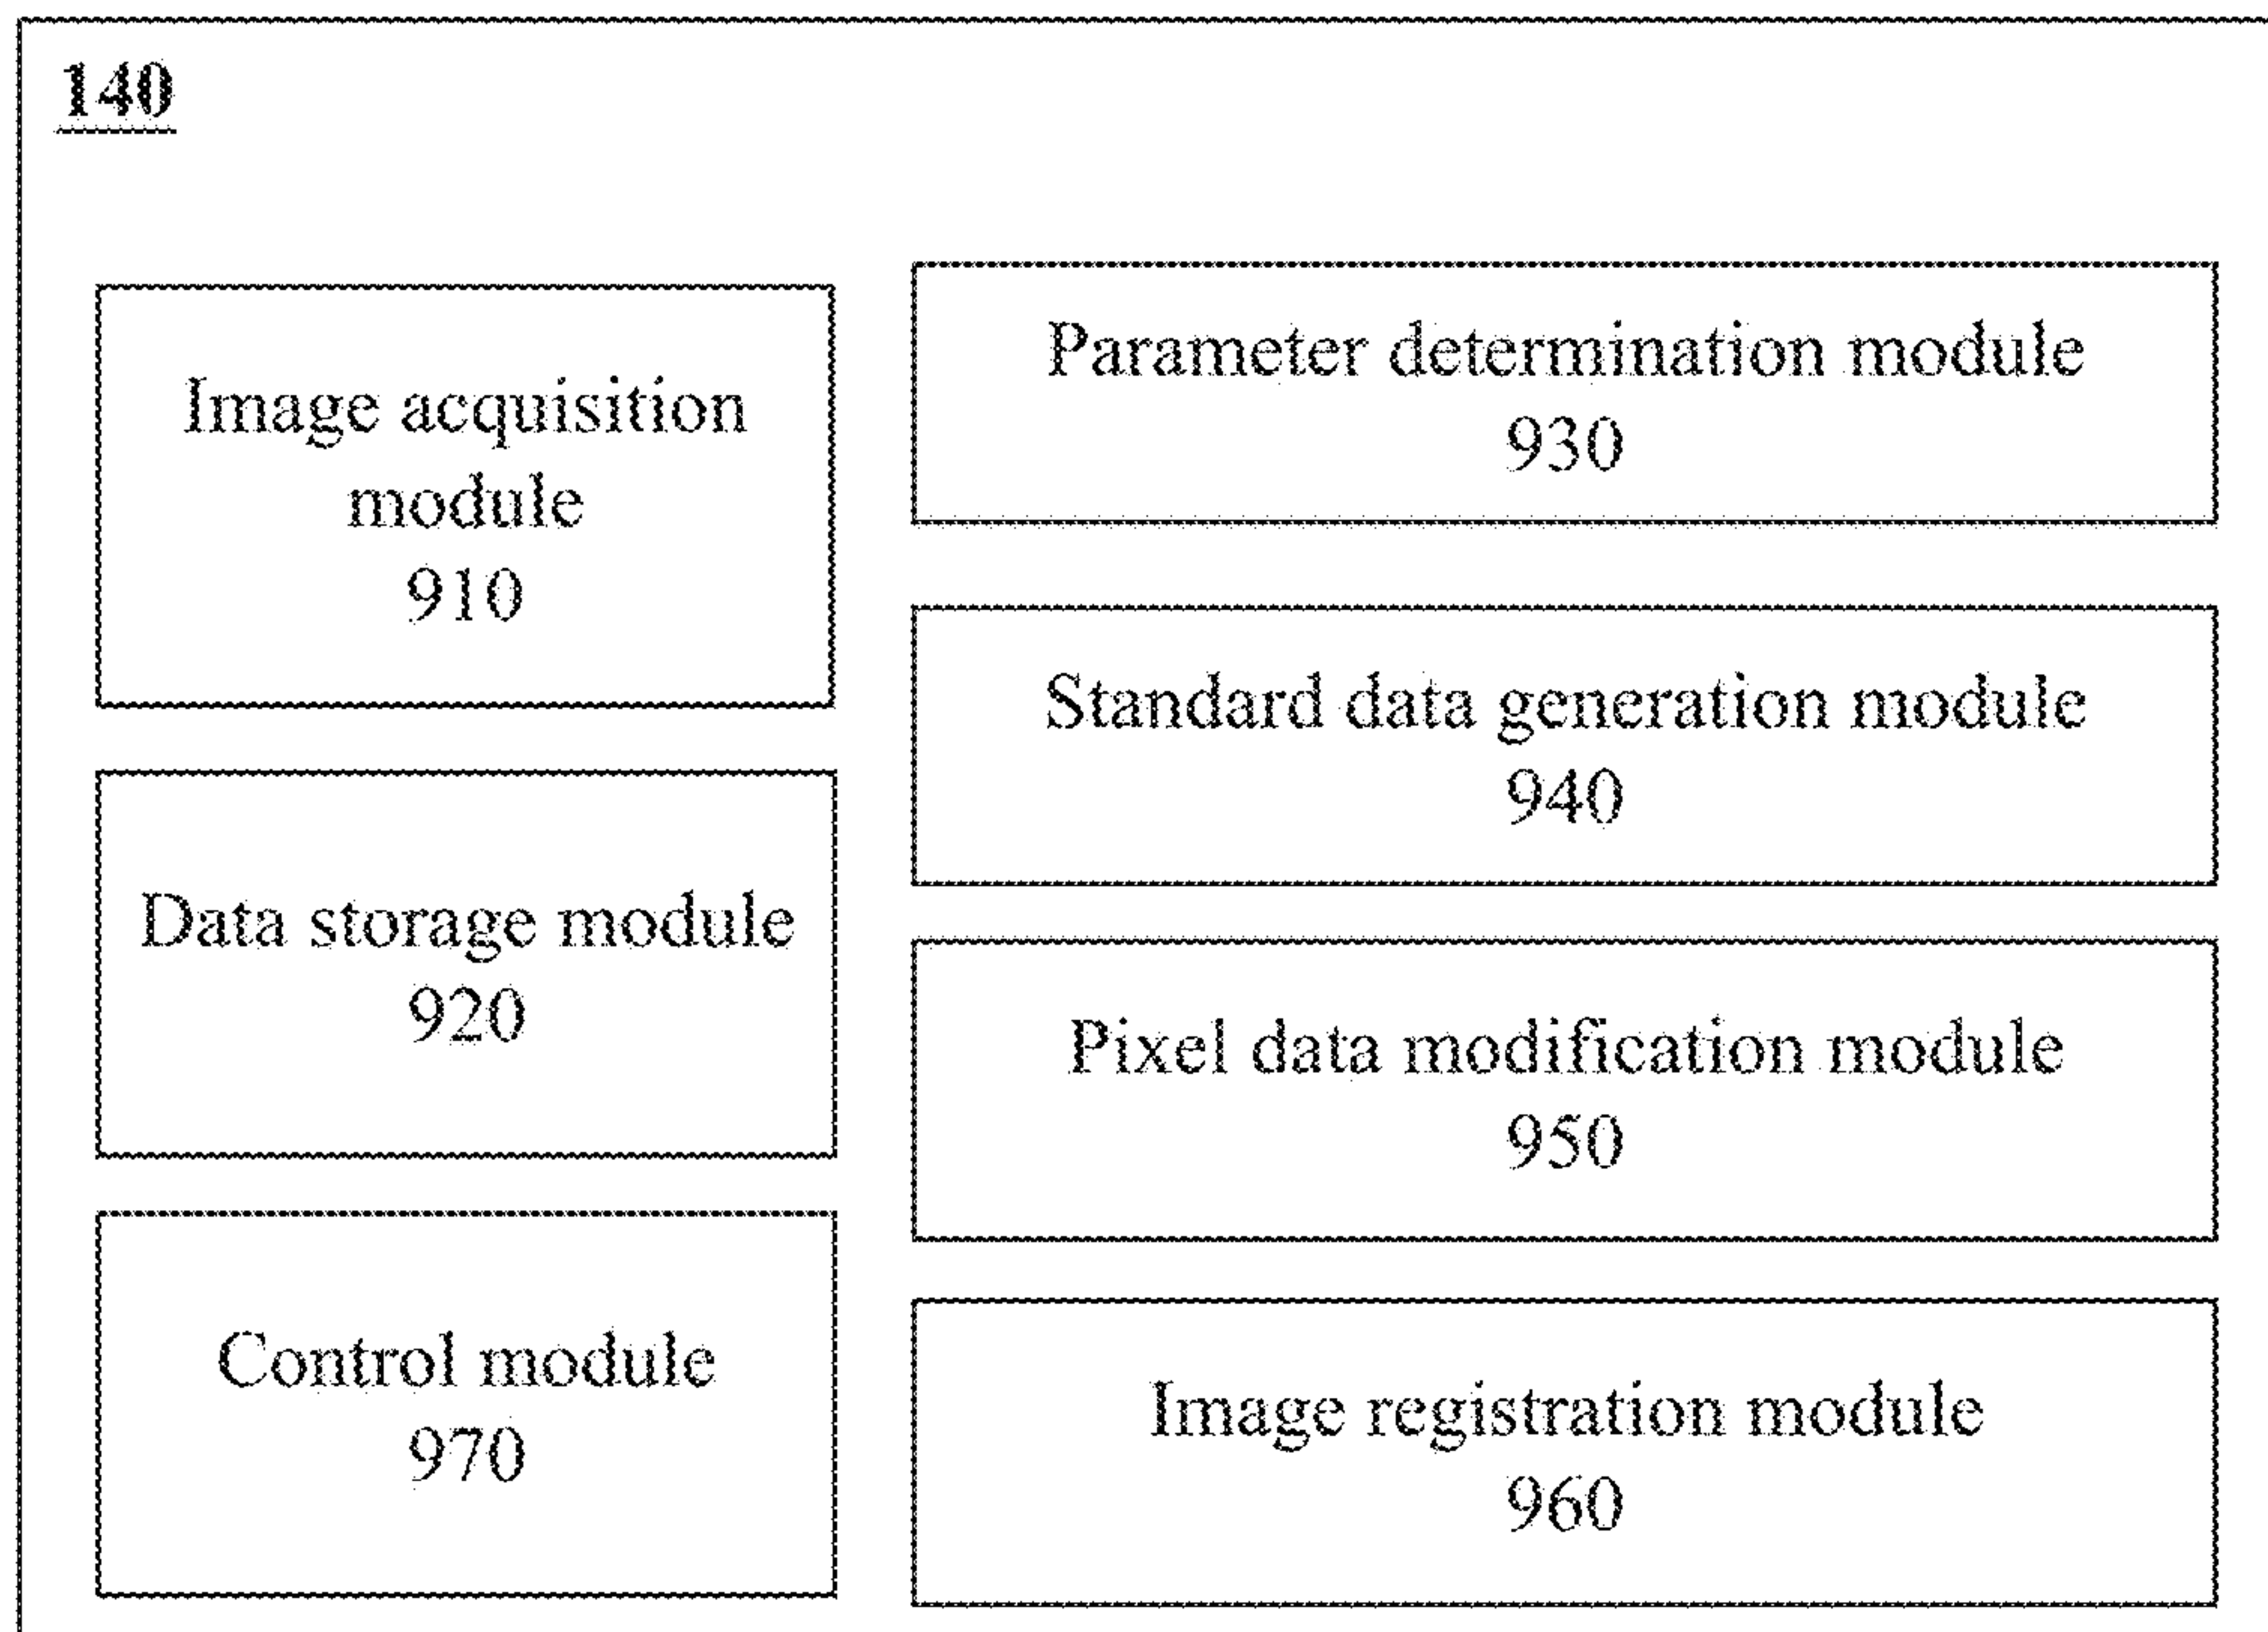 140
Image acquisition
module
910
Data storage module
920
Control module
970
Parameter determination module
930
Standard data generation module
940
Pixel data modification module
950
Image registration module
960